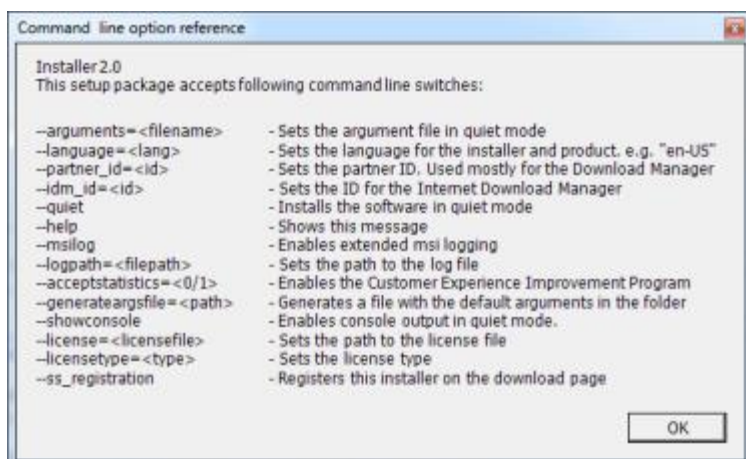 Command line option reference
Installer 2.0
This setup package accepts following command line switches:
--arguments=<filename> - Sets the argument file in quiet mode
--language=<lang> - Sets the language for the installer and product. e.g. "en-US"
--partner_id=<id> - Sets the partner ID. Used mostly for the Download Manager
--idm_id=<id> - Sets the ID for the Internet Download Manager
--quiet - Installs the software in quiet mode
--help - Shows this message
--msilog - Enables extended msi logging
--logpath=<filepath> - Sets the path to the log file
--acceptstatistics=<0/1> - Enables the Customer Experience Improvement Program
--generateargsfile=<path> - Generates a file with the default arguments in the folder
--showconsole - Enables console output in quiet mode.
--license=<licensefile> - Sets the path to the license file
--licensetype=<type> - Sets the license type
--ss_registration - Registers this installer on the download page
OK